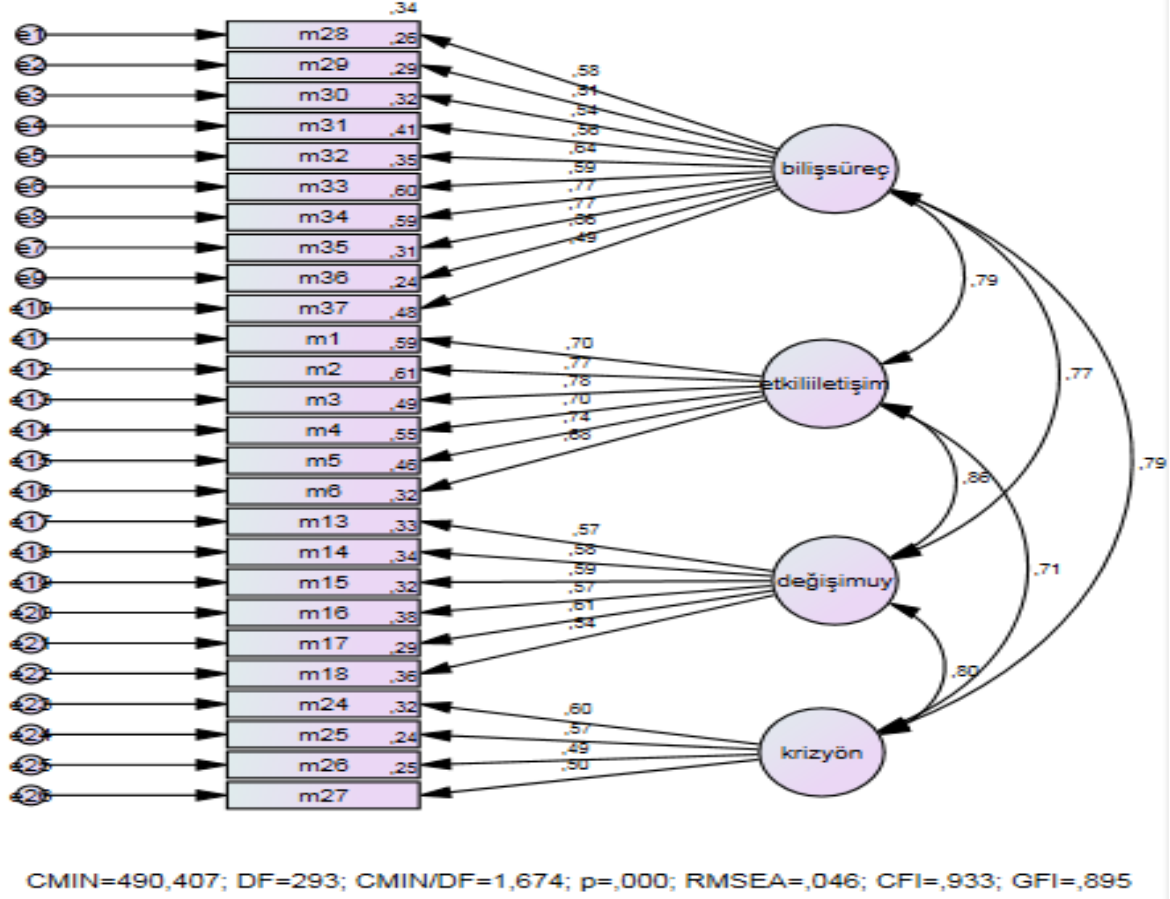 ,34
e1 m28 ,26
e2 m29 ,29
e3 m30 ,32
e4 m31 ,41
e5 m32 ,35
e6 m33 ,60
e8 m34 ,59
e7 m35 ,31
e9 m36 ,24
e10 m37 ,48
e11 m1 ,59
e12 m2 ,61
e13 m3 ,49
e14 m4 ,55
e15 m5 ,46
e16 m6 ,32
e17 m13 ,33
e18 m14 ,34
e19 m15 ,32
e20 m16 ,38
e21 m17 ,29
e22 m18 ,36
e23 m24 ,32
e24 m25 ,24
e25 m26 ,25
e26 m27
,58
,51
,54
,56
,64
,59
,77
,77
,56
,49
,70
,77
,78
,70
,74
,68
,57
,58
,59
,57
,61
,54
,60
,57
,49
,50
bilişsüreç
etkiliiletişim
değişimuy
krizyön
,79
,77
,79
,86
,71
,80
CMIN=490,407; DF=293; CMIN/DF=1,674; p=,000; RMSEA=,046; CFI=,933; GFI=,895